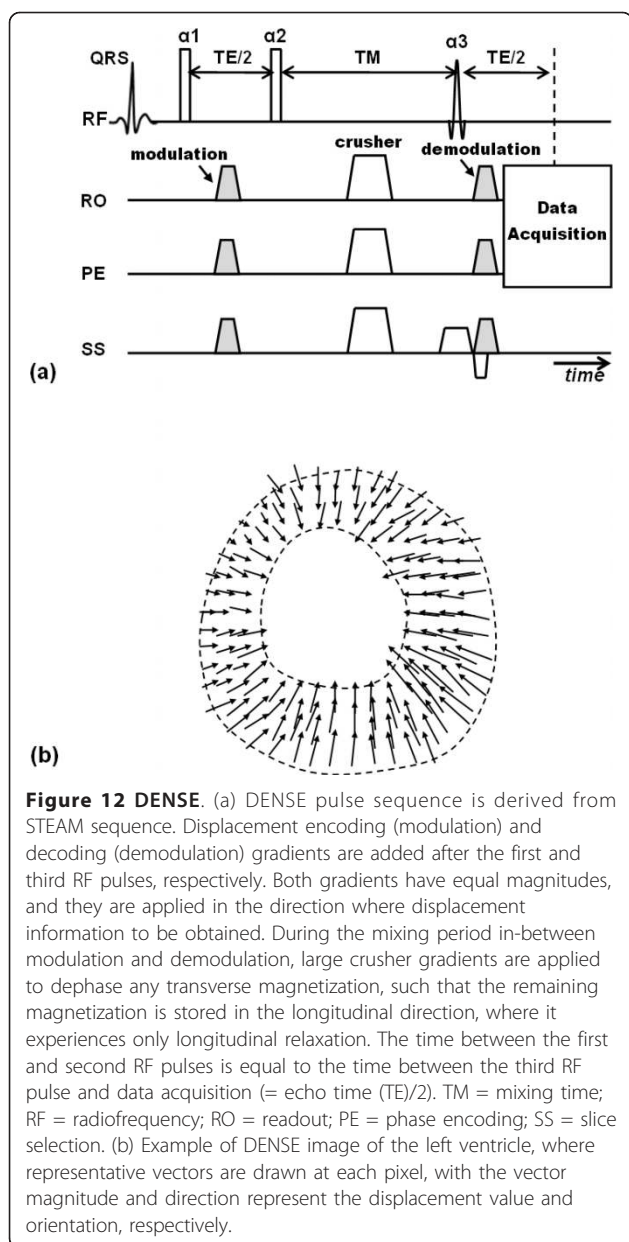 α1 α2 α3
QRS TE/2 TM TE/2
RF
modulation crusher demodulation
RO
Data
Acquisition
PE
SS
(a) time
(b)
Figure 12 DENSE. (a) DENSE pulse sequence is derived from
STEAM sequence. Displacement encoding (modulation) and
decoding (demodulation) gradients are added after the first and
third RF pulses, respectively. Both gradients have equal magnitudes,
and they are applied in the direction where displacement
information to be obtained. During the mixing period in-between
modulation and demodulation, large crusher gradients are applied
to dephase any transverse magnetization, such that the remaining
magnetization is stored in the longitudinal direction, where it
experiences only longitudinal relaxation. The time between the first
and second RF pulses is equal to the time between the third RF
pulse and data acquisition (= echo time (TE)/2). TM = mixing time;
RF = radiofrequency; RO = readout; PE = phase encoding; SS = slice
selection. (b) Example of DENSE image of the left ventricle, where
representative vectors are drawn at each pixel, with the vector
magnitude and direction represent the displacement value and
orientation, respectively.